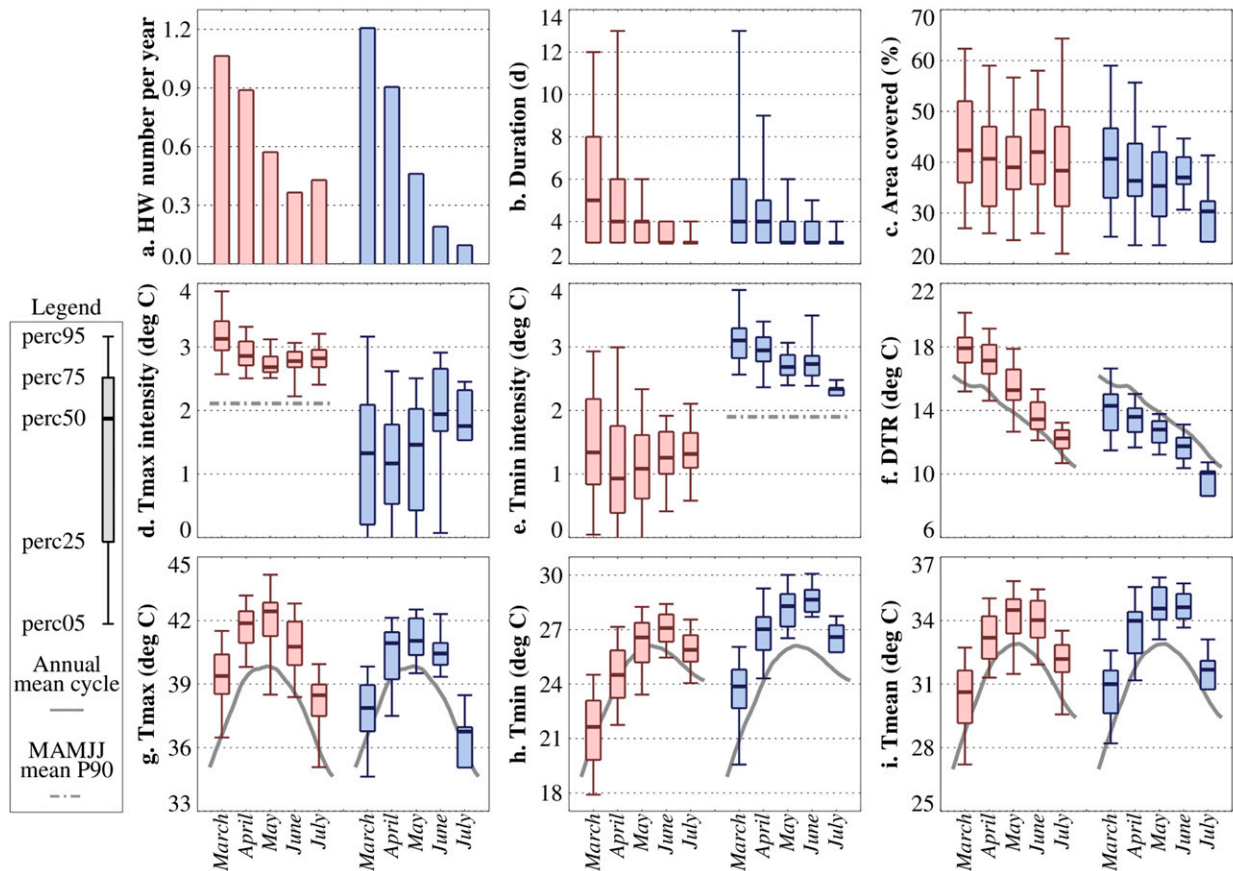 a. HW number per year
1.2
0.9
0.6
0.3
0.0
March
April
May
June
July
March
April
May
June
July
b. Duration (d)
14
12
10
8
6
4
2
c. Area covered (%)
70
60
50
40
30
20
Legend
perc95
perc75
perc50
perc25
perc05
Annual
mean cycle
MAMJJ
mean P90
d. Tmax intensity (deg C)
4
3
2
1
0
e. Tmin intensity (deg C)
4
3
2
1
0
f. DTR (deg C)
22
18
14
10
6
g. Tmax (deg C)
45
42
39
36
33
March
April
May
June
July
March
April
May
June
July
h. Tmin (deg C)
30
27
24
21
18
March
April
May
June
July
March
April
May
June
July
i. Tmean (deg C)
37
34
31
28
25